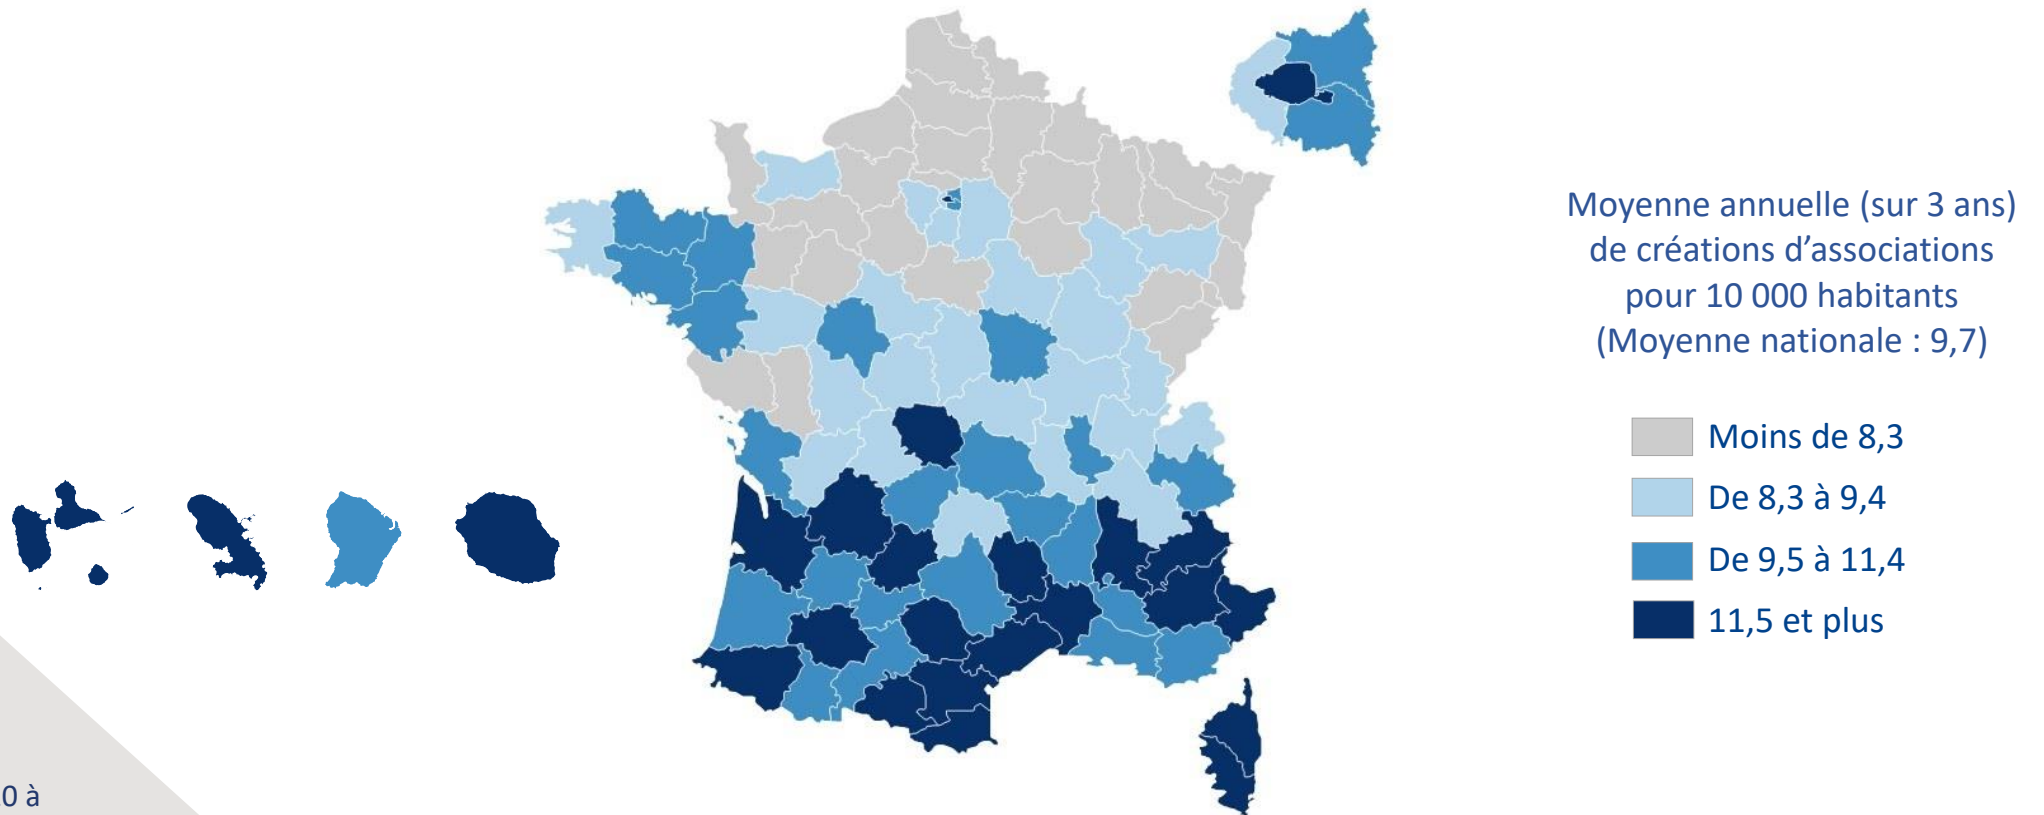 Moyenne annuelle (sur 3 ans)
de créations d’associations
pour 10 000 habitants
(Moyenne nationale : 9,7)
Moins de 8,3
De 8,3 à 9,4
De 9,5 à 11,4
11,5 et plus
0 à